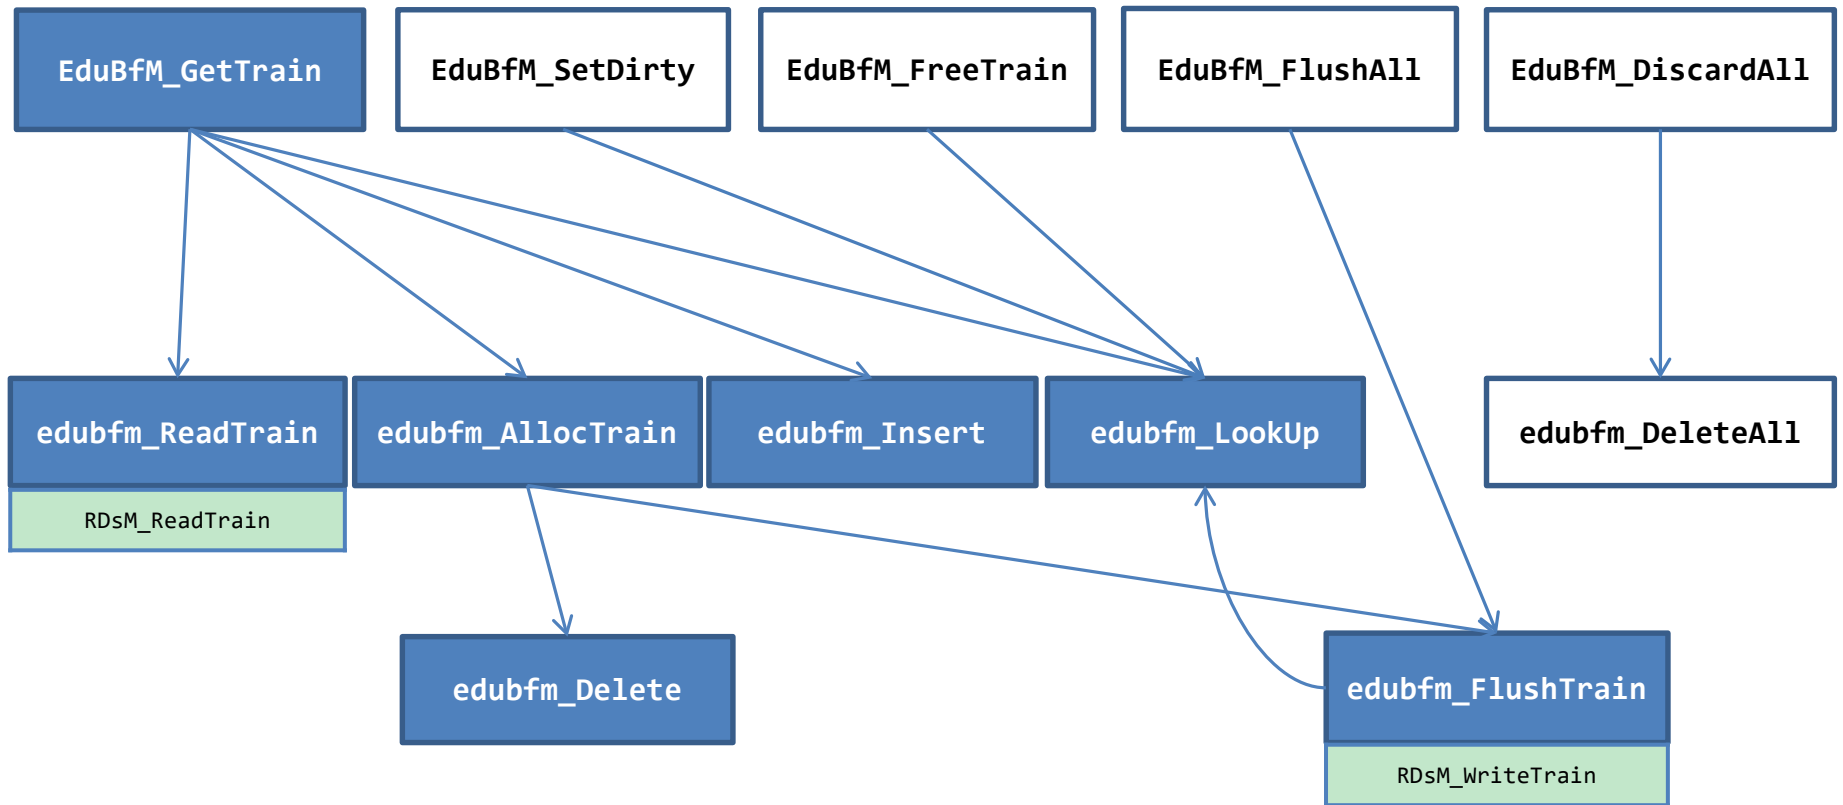 EduBfM_GetTrain
EduBfM_SetDirty
EduBfM_FreeTrain
EduBfM_FlushAll
EduBfM_DiscardAll
edubfm_ReadTrain
edubfm_AllocTrain
edubfm_Insert
edubfm_LookUp
edubfm_DeleteAll
RDsM_ReadTrain
edubfm_Delete
edubfm_FlushTrain
RDsM_WriteTrain